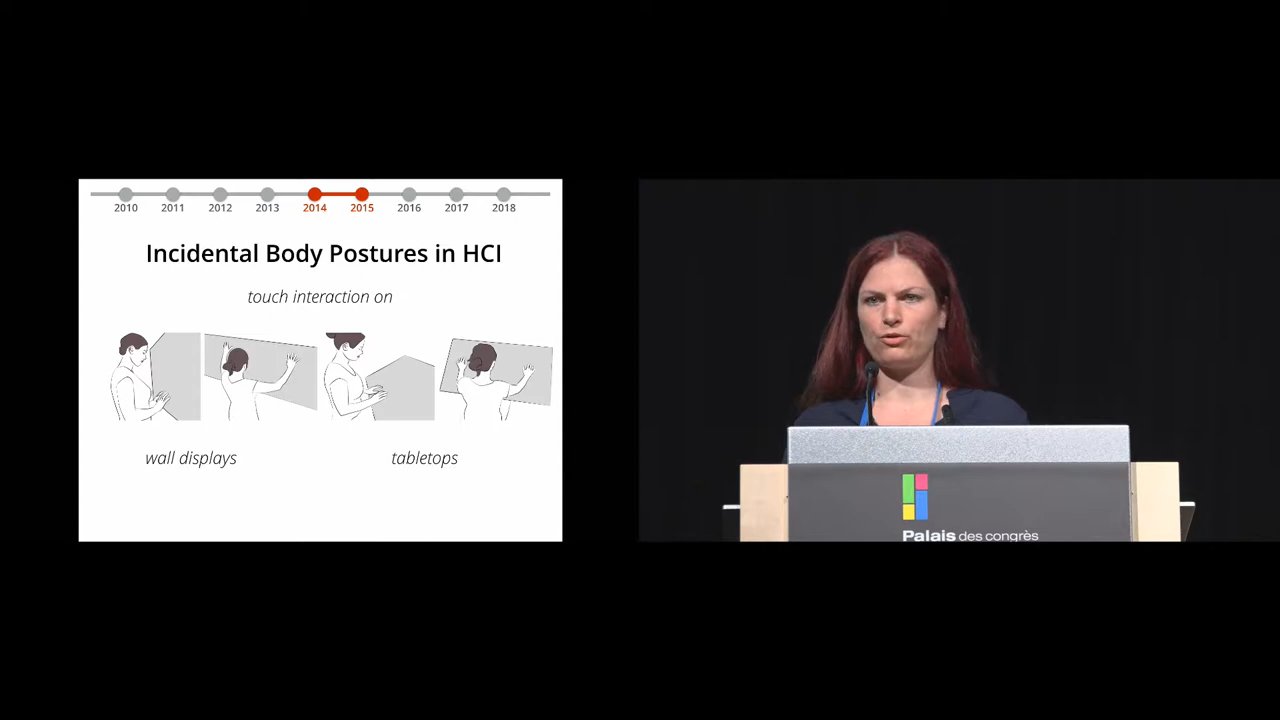 2010 2011 2012 2013 2014 2015 2016 2017 2018
Incidental Body Postures in HCI
touch interaction on
wall displays
tabletops
Palais des congrès